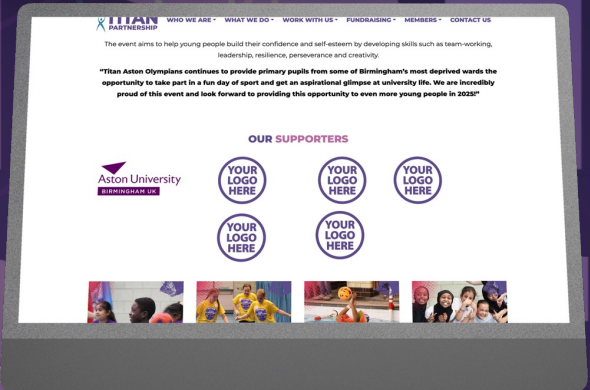 TITAN
PARTNERSHIP
WHO WE ARE WHAT WE DO WORK WITH US FUNDRAISING MEMBERS CONTACT US
The event aims to help young people build their confidence and self-esteem by developing skills such as team-working,
leadership, resilience, perseverance and creativity.
“Titan Aston Olympians continues to provide primary pupils from some of Birmingham’s most deprived wards the
opportunity to take part in a fun day of sport and get an aspirational glimpse at university life. We are incredibly
proud of this event and look forward to providing this opportunity to even more young people in 2025!”
OUR SUPPORTERS
Aston University
BIRMINGHAM UK
YOUR
LOGO
HERE
YOUR
LOGO
HERE
YOUR
LOGO
HERE
YOUR
LOGO
HERE
YOUR
LOGO
HERE